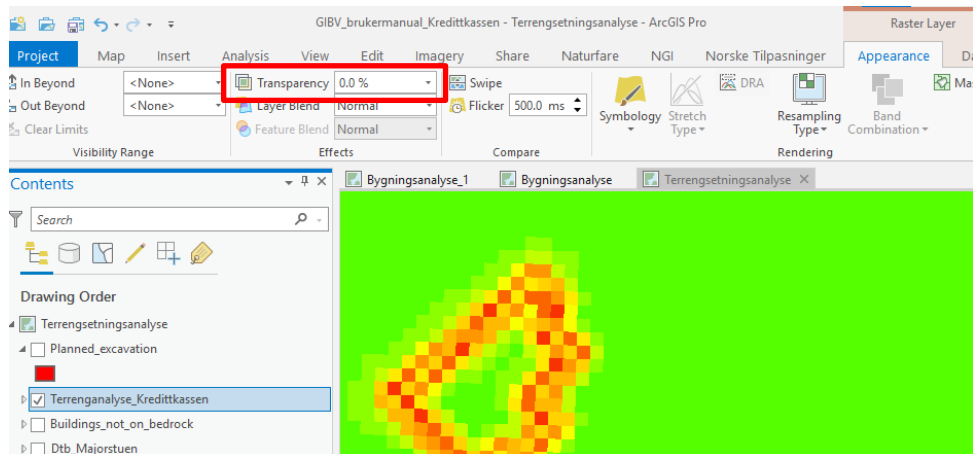 GIBV_brukermanual_Kredittkassen - Terrengsetningsanalyse - ArcGIS Pro
Raster Layer
Project Map Insert Analysis View Edit Imagery Share Naturfare NGI Norske Tilpasninger Appearance Da
In Beyond <None> Transparency 0.0 % Swipe DRA Mas
Out Beyond <None> Layer Blend Normal Flicker 500.0 ms
Clear Limits Feature Blend Normal
Symbology Stretch Type Resampling Type Band Combination
Visibility Range Effects Compare Rendering
Contents
Bygningsanalyse_1 Bygningsanalyse Terrengsetningsanalyse
Search
Drawing Order
Terrengsetningsanalyse
Planned_excavation
Terrenganalyse_Kredittkassen
Buildings_not_on_bedrock
Dtb_Majorstuen